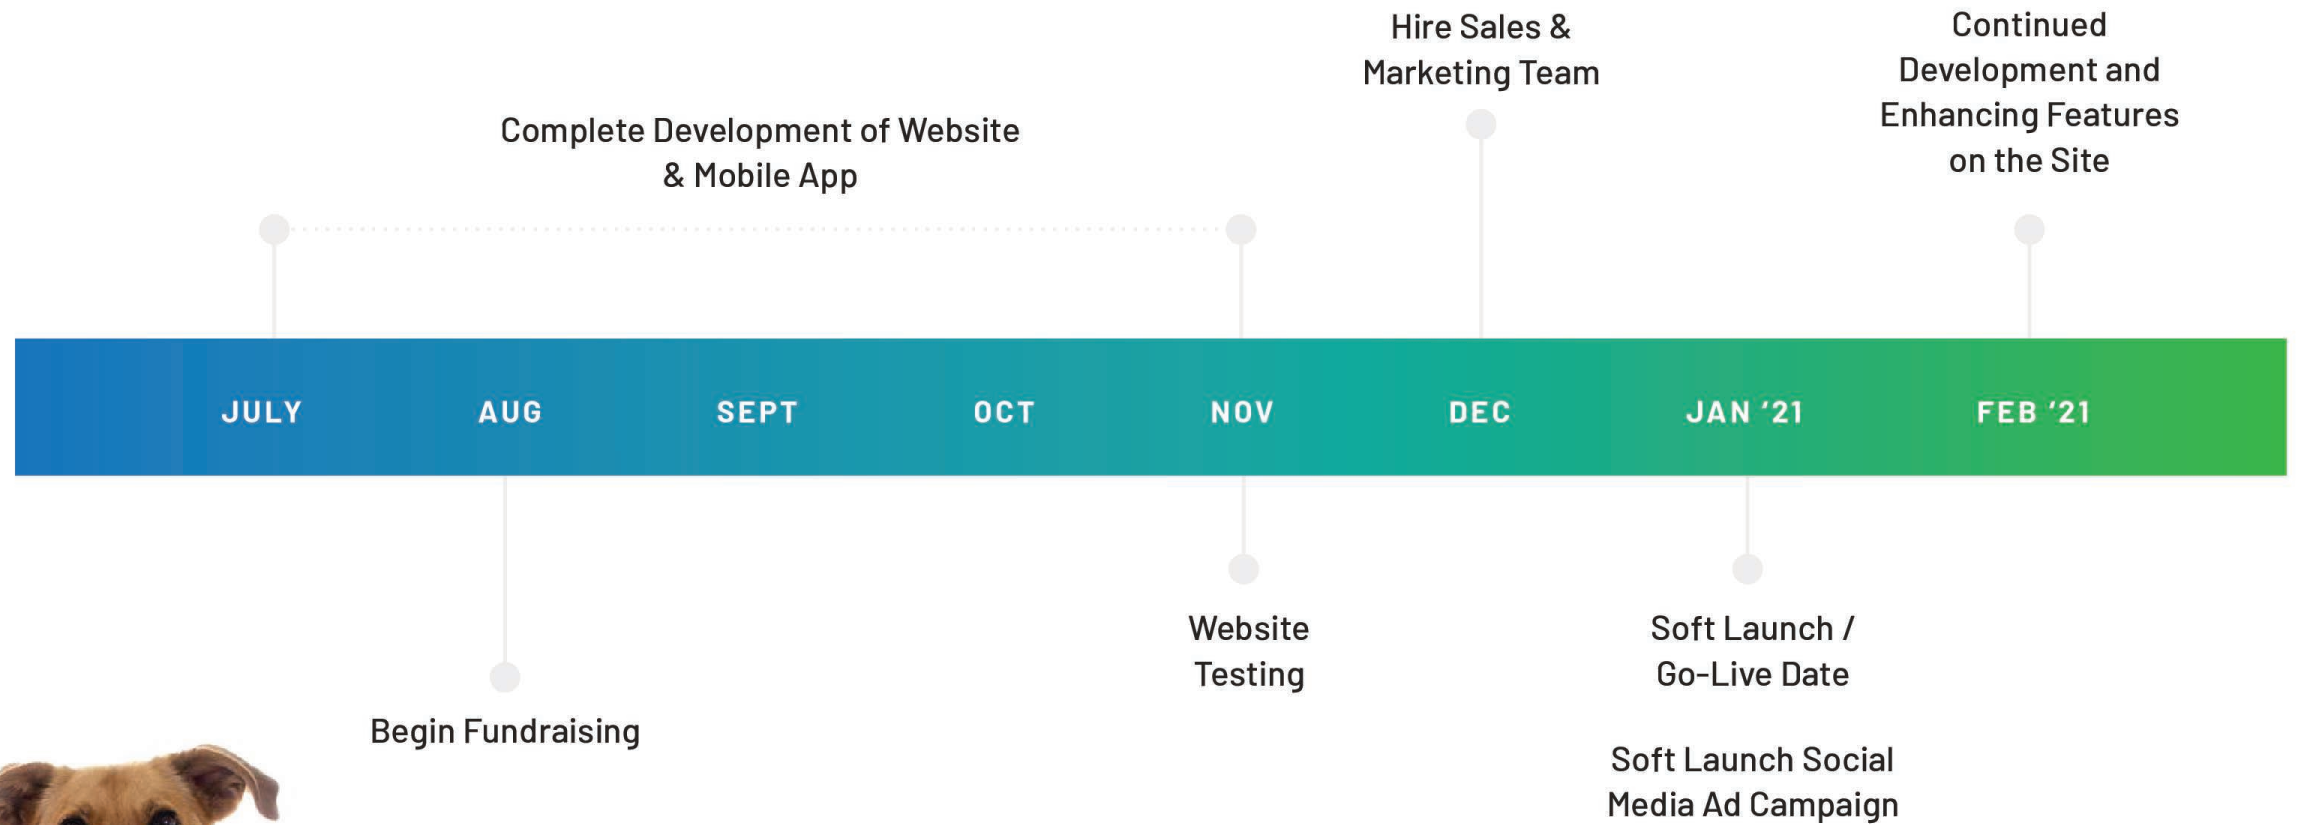 Hire Sales &
Marketing Team
Continued
Development and
Enhancing Features
on the Site
Complete Development of Website
& Mobile App
JULY
AUG
SEPT
OCT
NOV
DEC
JAN ’21
FEB ’21
Begin Fundraising
Website
Testing
Soft Launch /
Go-Live Date
Soft Launch Social
Media Ad Campaign